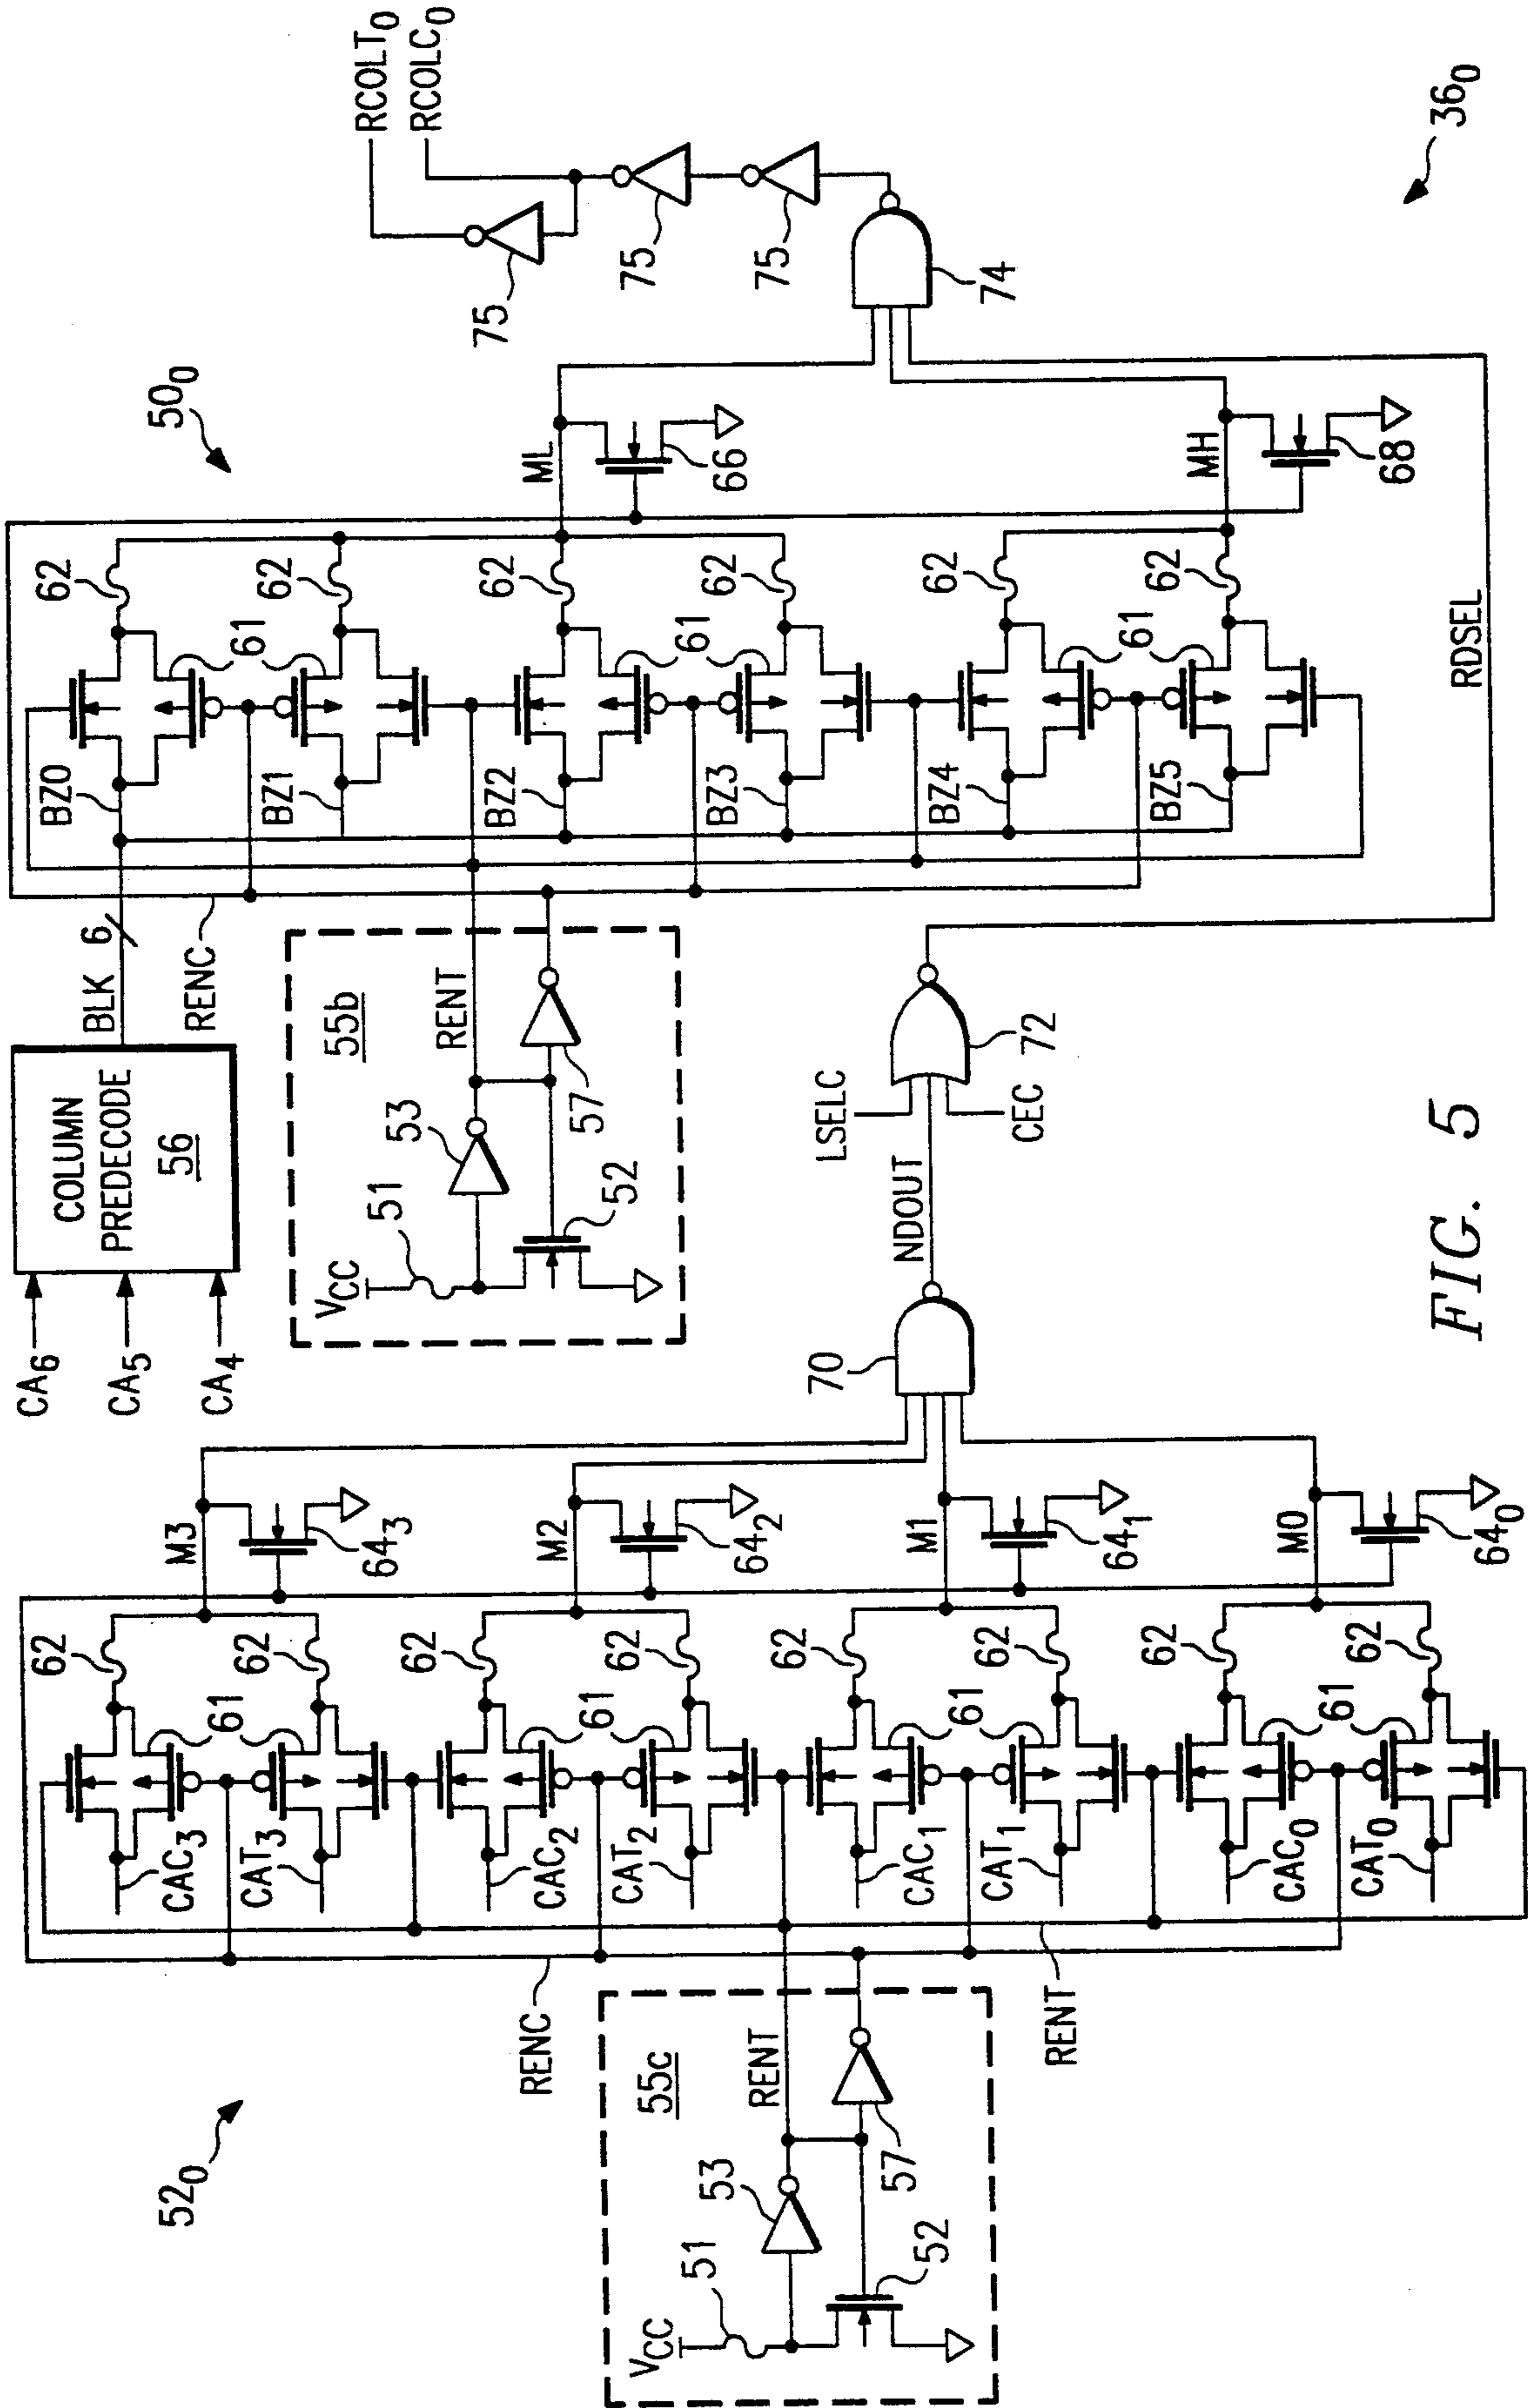 50₀
CA₆
CA₅
CA₄
COLUMN
PREDECODE
56
BLK 6
RENC
BZ0
62
BZ1
62
61
BZ2
62
BZ3
62
61
BZ4
62
BZ5
62
61
ML
66
MH
68
RCOLT₀
RCOLC₀
75
75
75
74
36₀
55b
VCC
51
53
52
RENT
57
RDSEL
LSELC
NDOUT
CEC
72
70
52₀
RENC
RENT
55c
VCC
51
53
52
RENT
57
CAC₃
62
CAT₃
62
61
CAC₂
62
CAT₂
62
61
CAC₁
62
CAT₁
62
61
CAC₀
62
CAT₀
62
61
M3
64₃
M2
64₂
M1
64₁
M0
64₀
FIG. 5